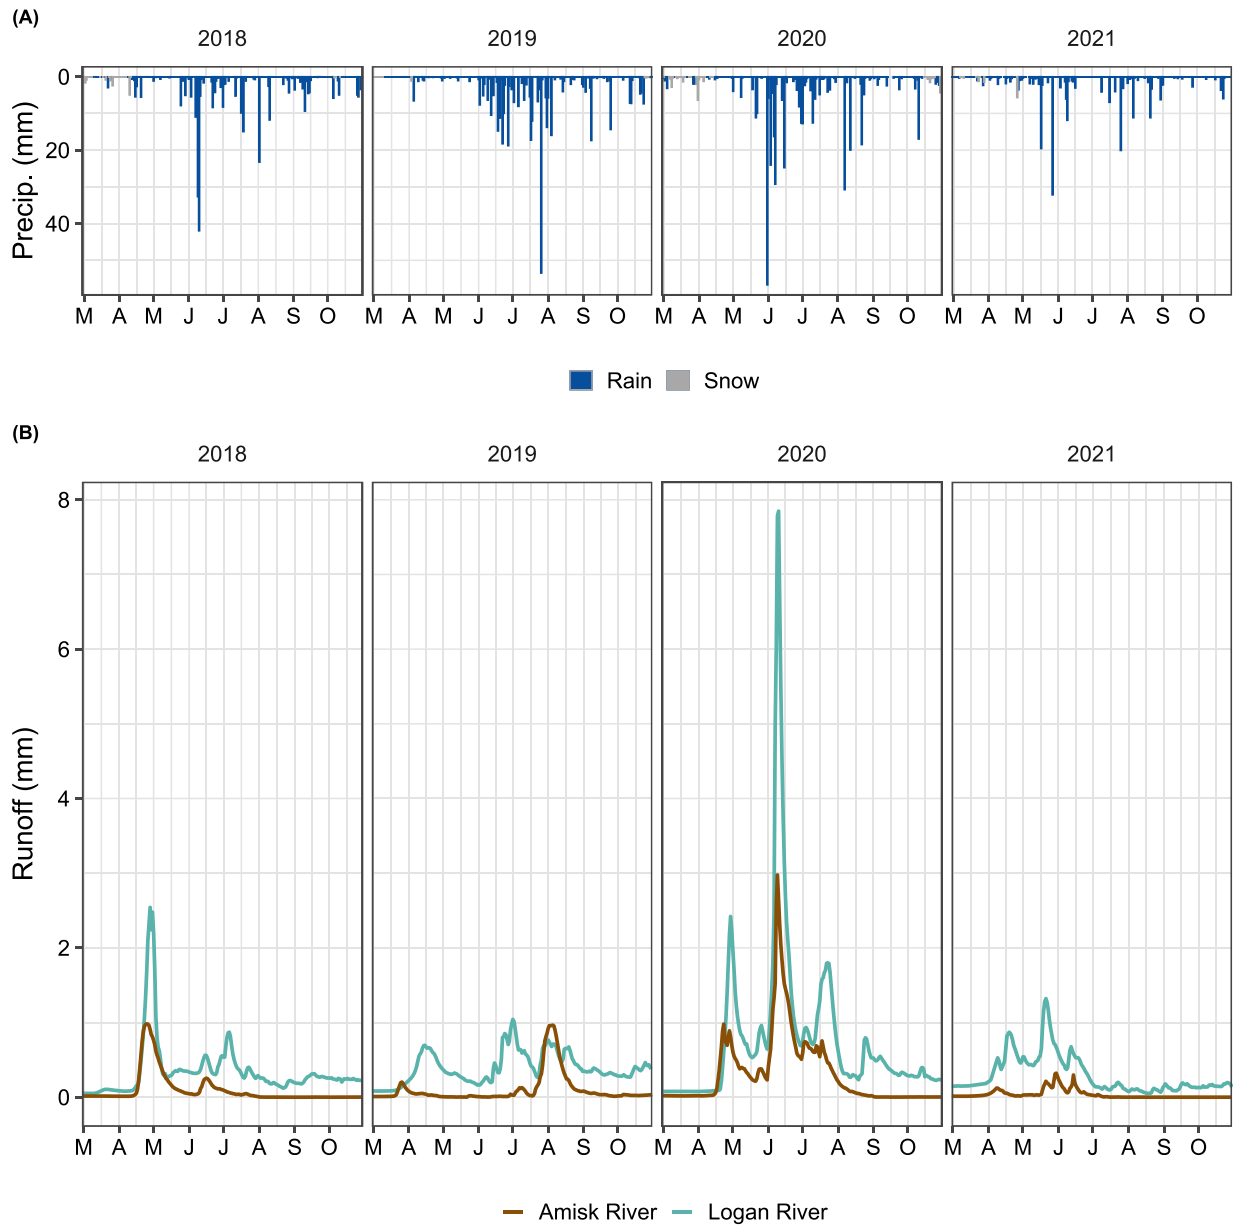 (A)
2018 2019 2020 2021
Precip. (mm)
0
20
40
M A M J J A S O M A M J J A S O M A M J J A S O M A M J J A S O
Rain Snow
(B)
2018 2019 2020 2021
Runoff (mm)
8
6
4
2
0
M A M J J A S O M A M J J A S O M A M J J A S O M A M J J A S O
Amisk River Logan River